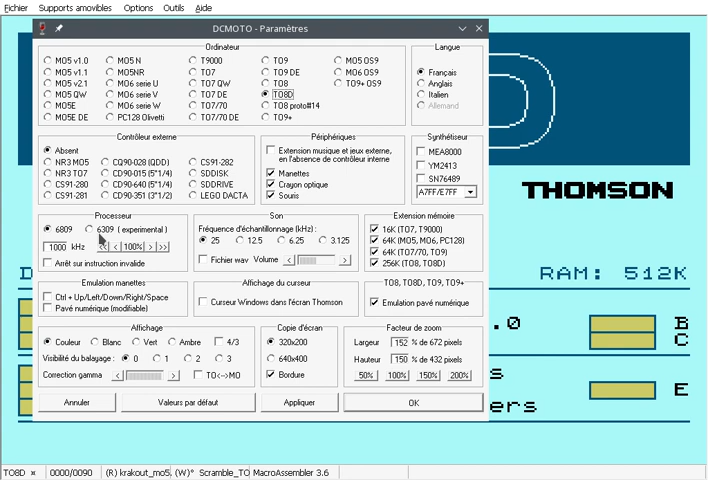 Fichier Supports amovibles Options Outils Aide
DCMOTO - Paramètres
Ordinateur
MO5 v1.0 MO5 N T9000 TO9 MO5 OS9
MO5 v1.1 MO5NR TO7 TO9 DE MO6 OS9
MO5 v2.1 MO6 serie U TO7 QW TO8 TO9+ OS9
MO5 QW MO6 serie V TO7 DE TO8D
MO5E MO6 serie W TO7/70 TO8 proto#14
MO5E DE PC128 Olivetti TO7/70 DE TO9+
Langue
Français
Anglais
Italien
Allemand
Contrôleur externe
Absent
NR3 MO5 CQ90-028 (QDD) CS91-282
NR3 TO7 CD90-015 (5"1/4) SDDISK
CS91-280 CD90-640 (5"1/4) SDDRIVE
CS91-281 CD90-351 (3"1/2) LEGO DACTA
Périphériques
Extension musique et jeux externe,
en l'absence de contrôleur interne
Manettes
Crayon optique
Souris
Synthétiseur
MEA8000
YM2413
SN76489
A7FF/E7FF
THOMSON
Processeur
6809 6309 ( experimental )
1000 kHz << < 100% > >>
Arrêt sur instruction invalide
Son
Fréquence d'échantillonnage (kHz) :
25 12.5 6.25 3.125
Fichier wav Volume < >
Extension mémoire
16K (TO7, T9000)
64K (MO5, MO6, PC128)
64K (TO7/70, TO9)
256K (TO8, TO8D)
D
RAM: 512K
Emulation manettes
Ctrl + Up/Left/Down/Right/Space
Pavé numérique (modifiable)
Affichage du curseur
Curseur Windows dans l'écran Thomson
TO8, TO8D, TO9, TO9+
Emulation pavé numérique
.0 B
C
Affichage
Couleur Blanc Vert Ambre 4/3
Visibilité du balayage : 0 1 2 3
Correction gamma < > TO<-->MO
Copie d'écran
320x200
640x400
Bordure
Facteur de zoom
Largeur 152 % de 672 pixels
Hauteur 150 % de 432 pixels
50% 100% 150% 200%
s
E
ers
Annuler Valeurs par défaut Appliquer OK
TO8D × 0000/0090 (R) krakout_mo5. (W)° Scramble_TO MacroAssembler 3.6